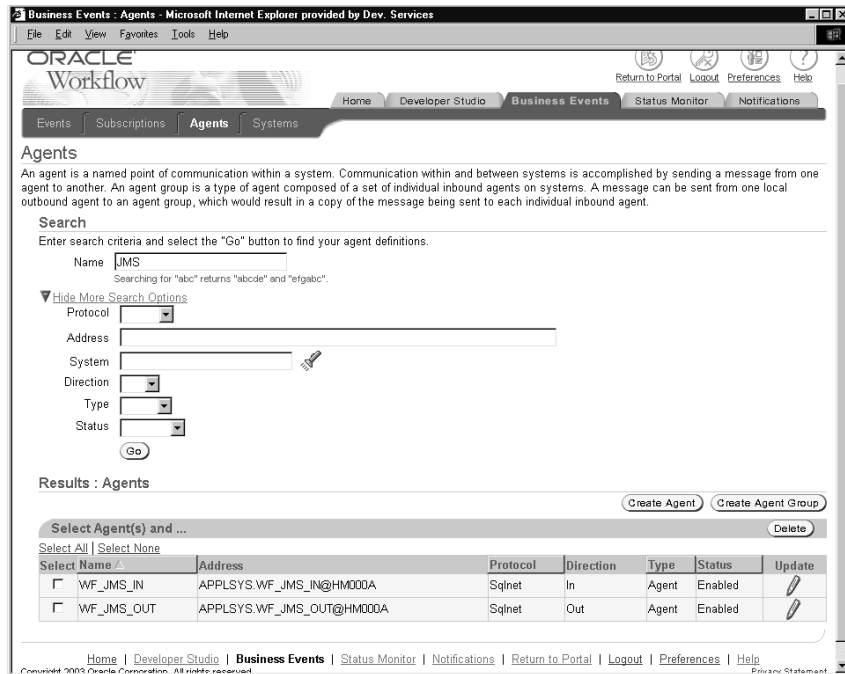 Business Events : Agents - Microsoft Internet Explorer provided by Dev. Services
File Edit View Favorites Tools Help
ORACLE
Workflow
Return to Portal Logout Preferences Help
Home Developer Studio Business Events Status Monitor Notifications
Events Subscriptions Agents Systems
Agents
An agent is a named point of communication within a system. Communication within and between systems is accomplished by sending a message from one
agent to another. An agent group is a type of agent composed of a set of individual inbound agents on systems. A message can be sent from one local
outbound agent to an agent group, which would result in a copy of the message being sent to each individual inbound agent.
Search
Enter search criteria and select the "Go" button to find your agent definitions.
Name JMS
Searching for "abc" returns "abcde" and "efgabc".
Hide More Search Options
Protocol
Address
System
Direction
Type
Status
Go
Results : Agents
Create Agent Create Agent Group
Select Agent(s) and ... Delete
Select All | Select None
Select Name Address Protocol Direction Type Status Update
WF_JMS_IN APPLSYS.WF_JMS_IN@HM000A Sqlnet In Agent Enabled
WF_JMS_OUT APPLSYS.WF_JMS_OUT@HM000A Sqlnet Out Agent Enabled
Home | Developer Studio | Business Events | Status Monitor | Notifications | Return to Portal | Logout | Preferences | Help
Copyright 2003 Oracle Corporation. All rights reserved. Privacy Statement